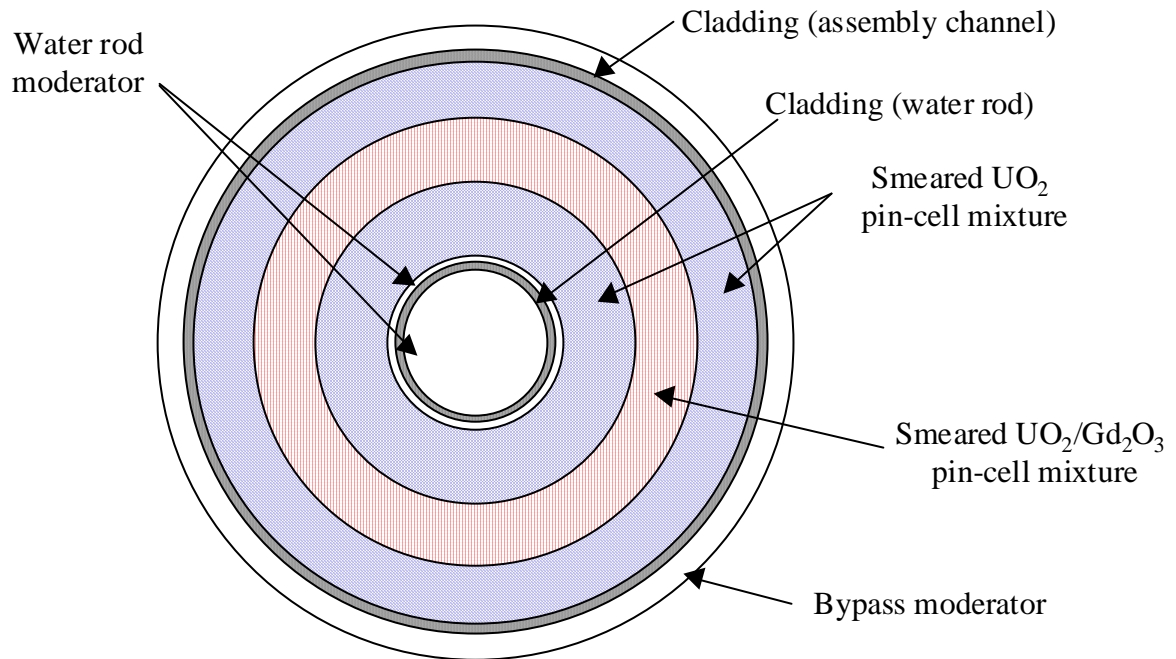 Water rod
moderator
Cladding (assembly channel)
Cladding (water rod)
Smeared UO₂
pin-cell mixture
Smeared UO₂/Gd₂O₃
pin-cell mixture
Bypass moderator